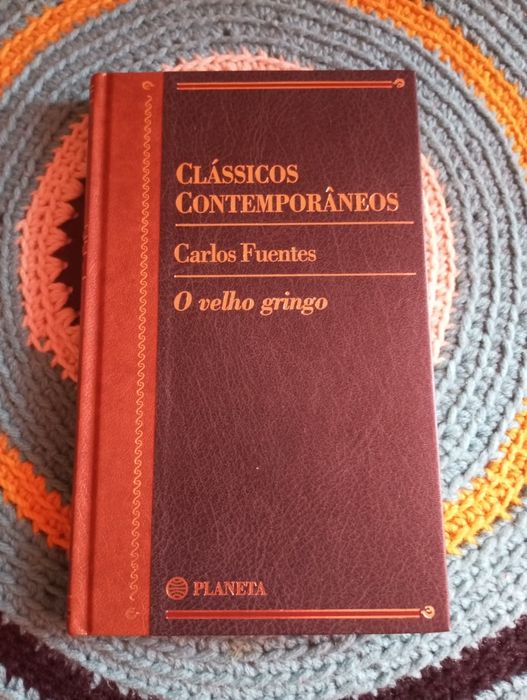 CLÁSSICOS
CONTEMPORÂNEOS
Carlos Fuentes
O velho gringo
PLANETA